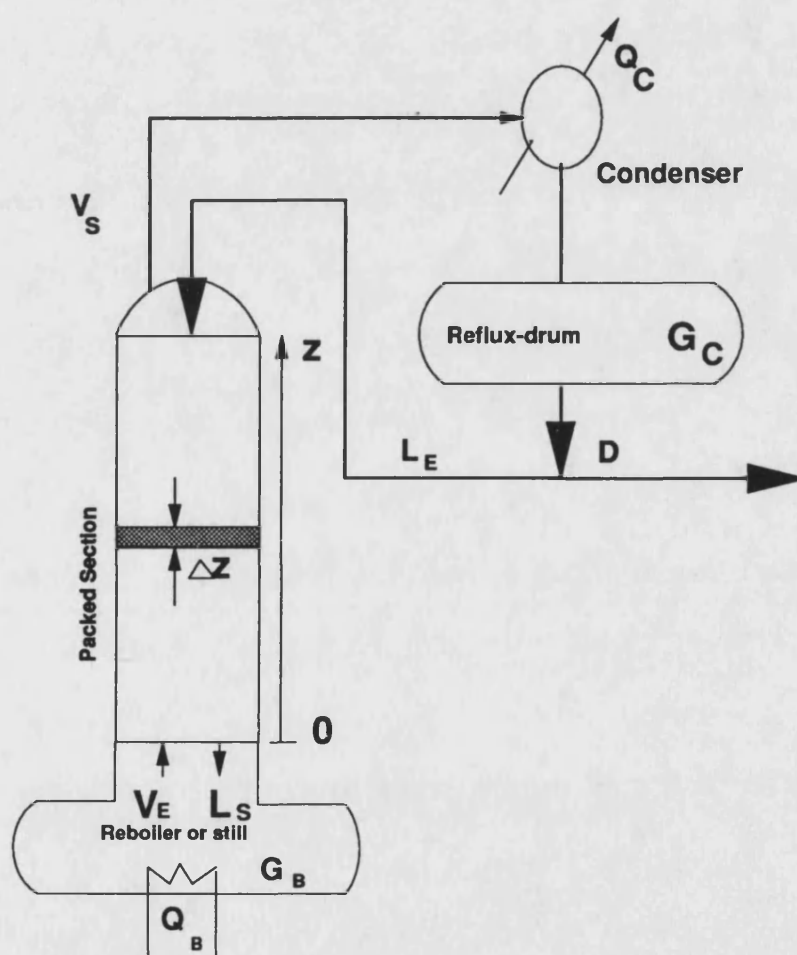 Q_C
Condenser
V_S
Z
Reflux-drum
G_C
L_E
D
Packed Section
△Z
0
V_E
L_S
Reboiler or still
G_B
Q_B